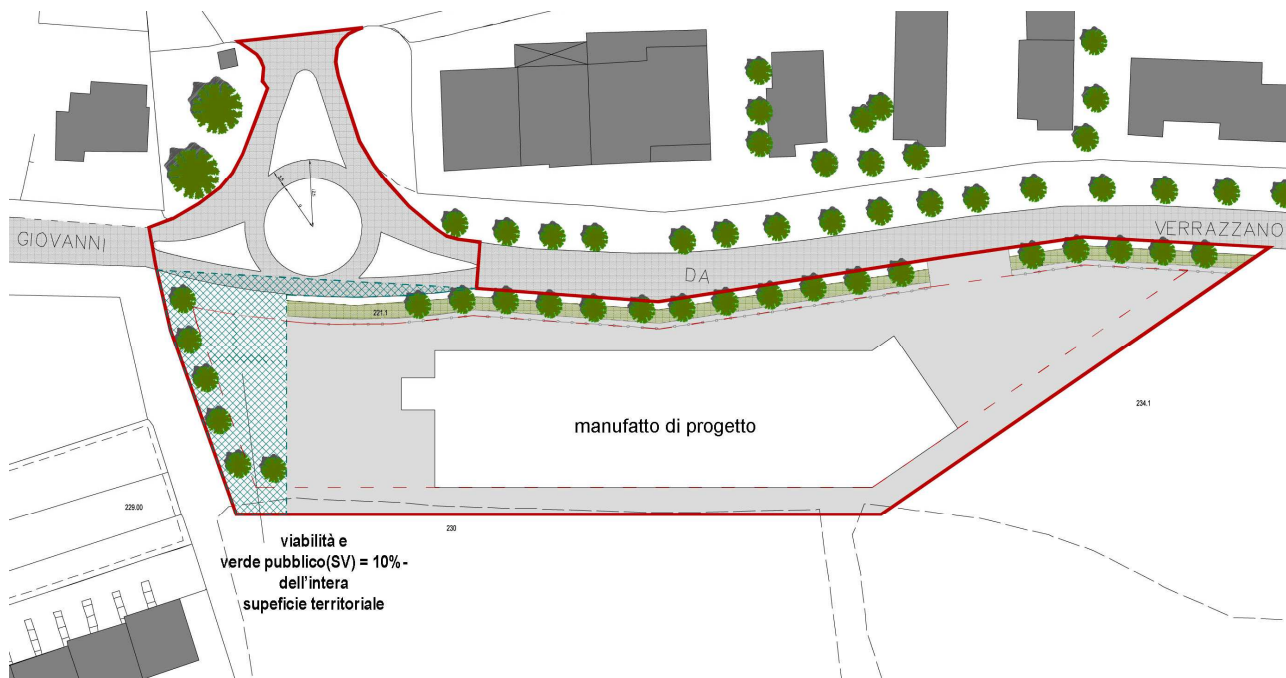 GIOVANNI
DA
VERRAZZANO
221.1
manufatto di progetto
234.1
229.00
230
viabilità e
verde pubblico(SV) = 10%-
dell'intera
supeficie territoriale